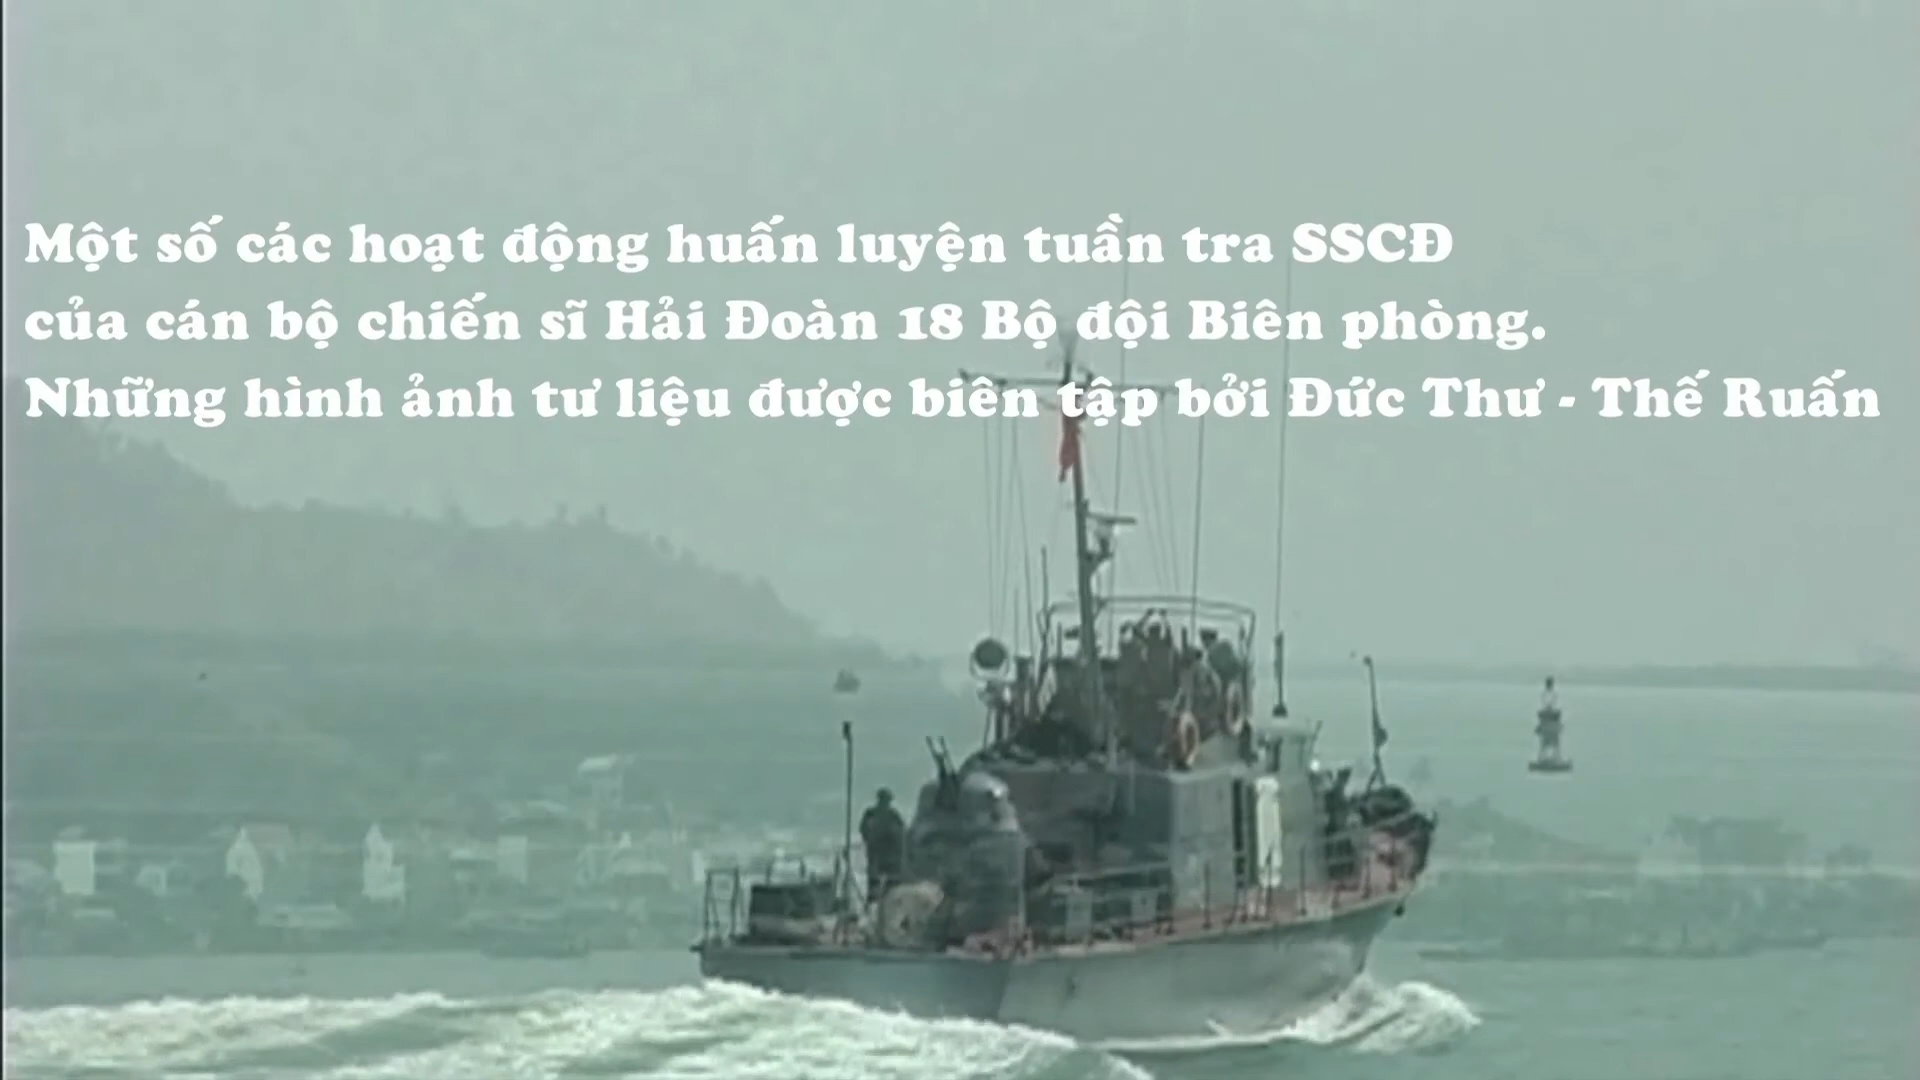 Một số các hoạt động huấn luyện tuần tra SSCĐ
của cán bộ chiến sĩ Hải Đoàn 18 Bộ đội Biên phòng.
Những hình ảnh tư liệu được biên tập bởi Đức Thư - Thế Ruấn